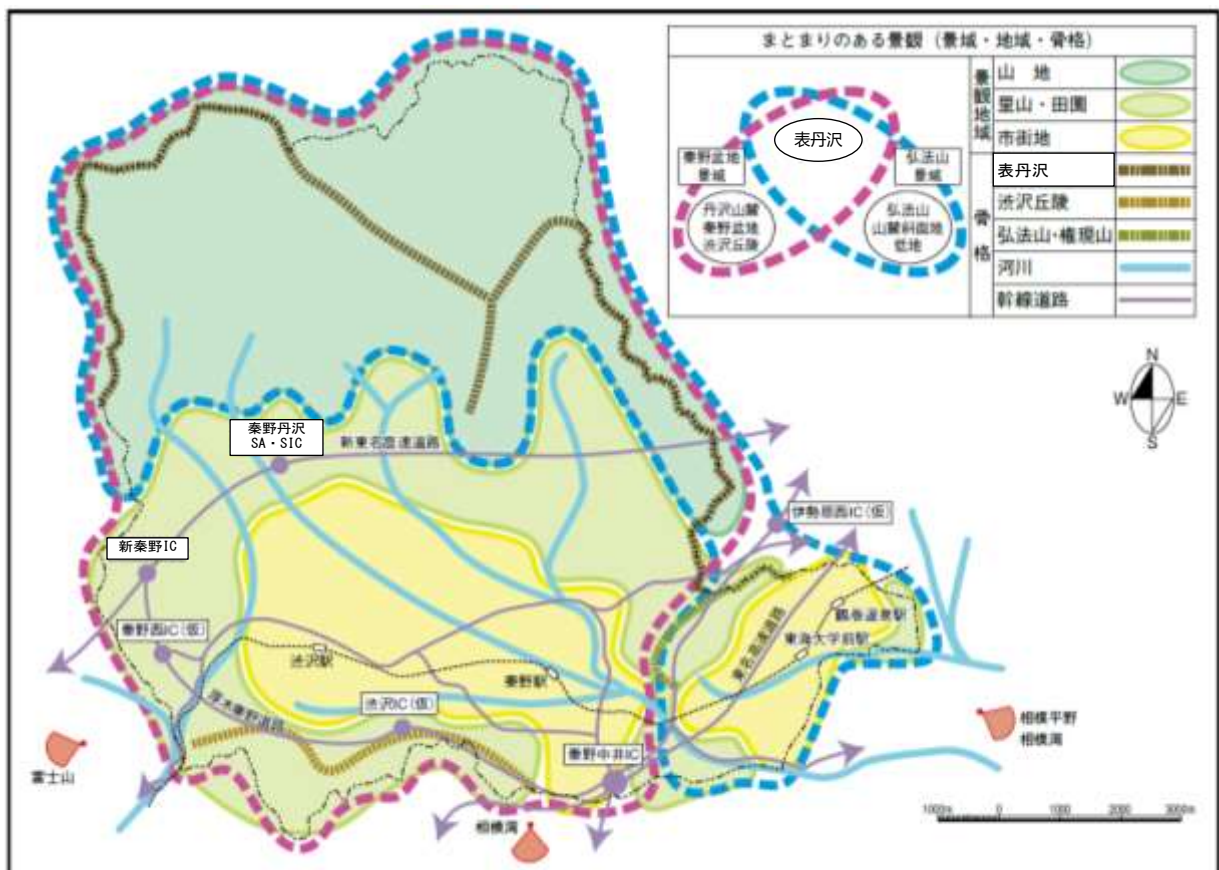 まとまりのある景観（景域・地域・骨格）
表丹沢
秦野盆地
景域
弘法山
景域
丹沢山麓
秦野盆地
渋沢丘陵
弘法山
山麓斜面地
低地
景観地域
山　地
里山・田園
市街地
骨格
表丹沢
渋沢丘陵
弘法山・権現山
河川
幹線道路
N
W
E
S
秦野丹沢
SA・SIC
新東名高速道路
伊勢原西IC(仮)
新秦野IC
秦野西IC(仮)
渋沢駅
秦野駅
鶴巻温泉駅
東海大学前駅
東名高速道路
厚木秦野道路
渋沢IC(仮)
秦野中井IC
富士山
相模湾
相模平野
相模湾
1000m
0
1000
2000
3000m